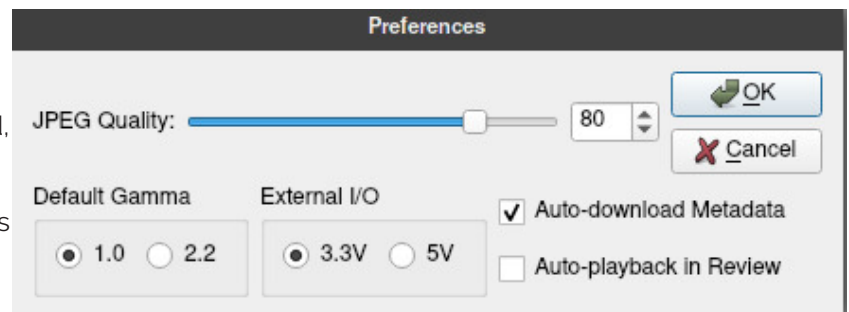 Preferences
JPEG Quality: 80
OK
Cancel
Default Gamma
1.0 2.2
External I/O
3.3V 5V
Auto-download Metadata
Auto-playback in Review